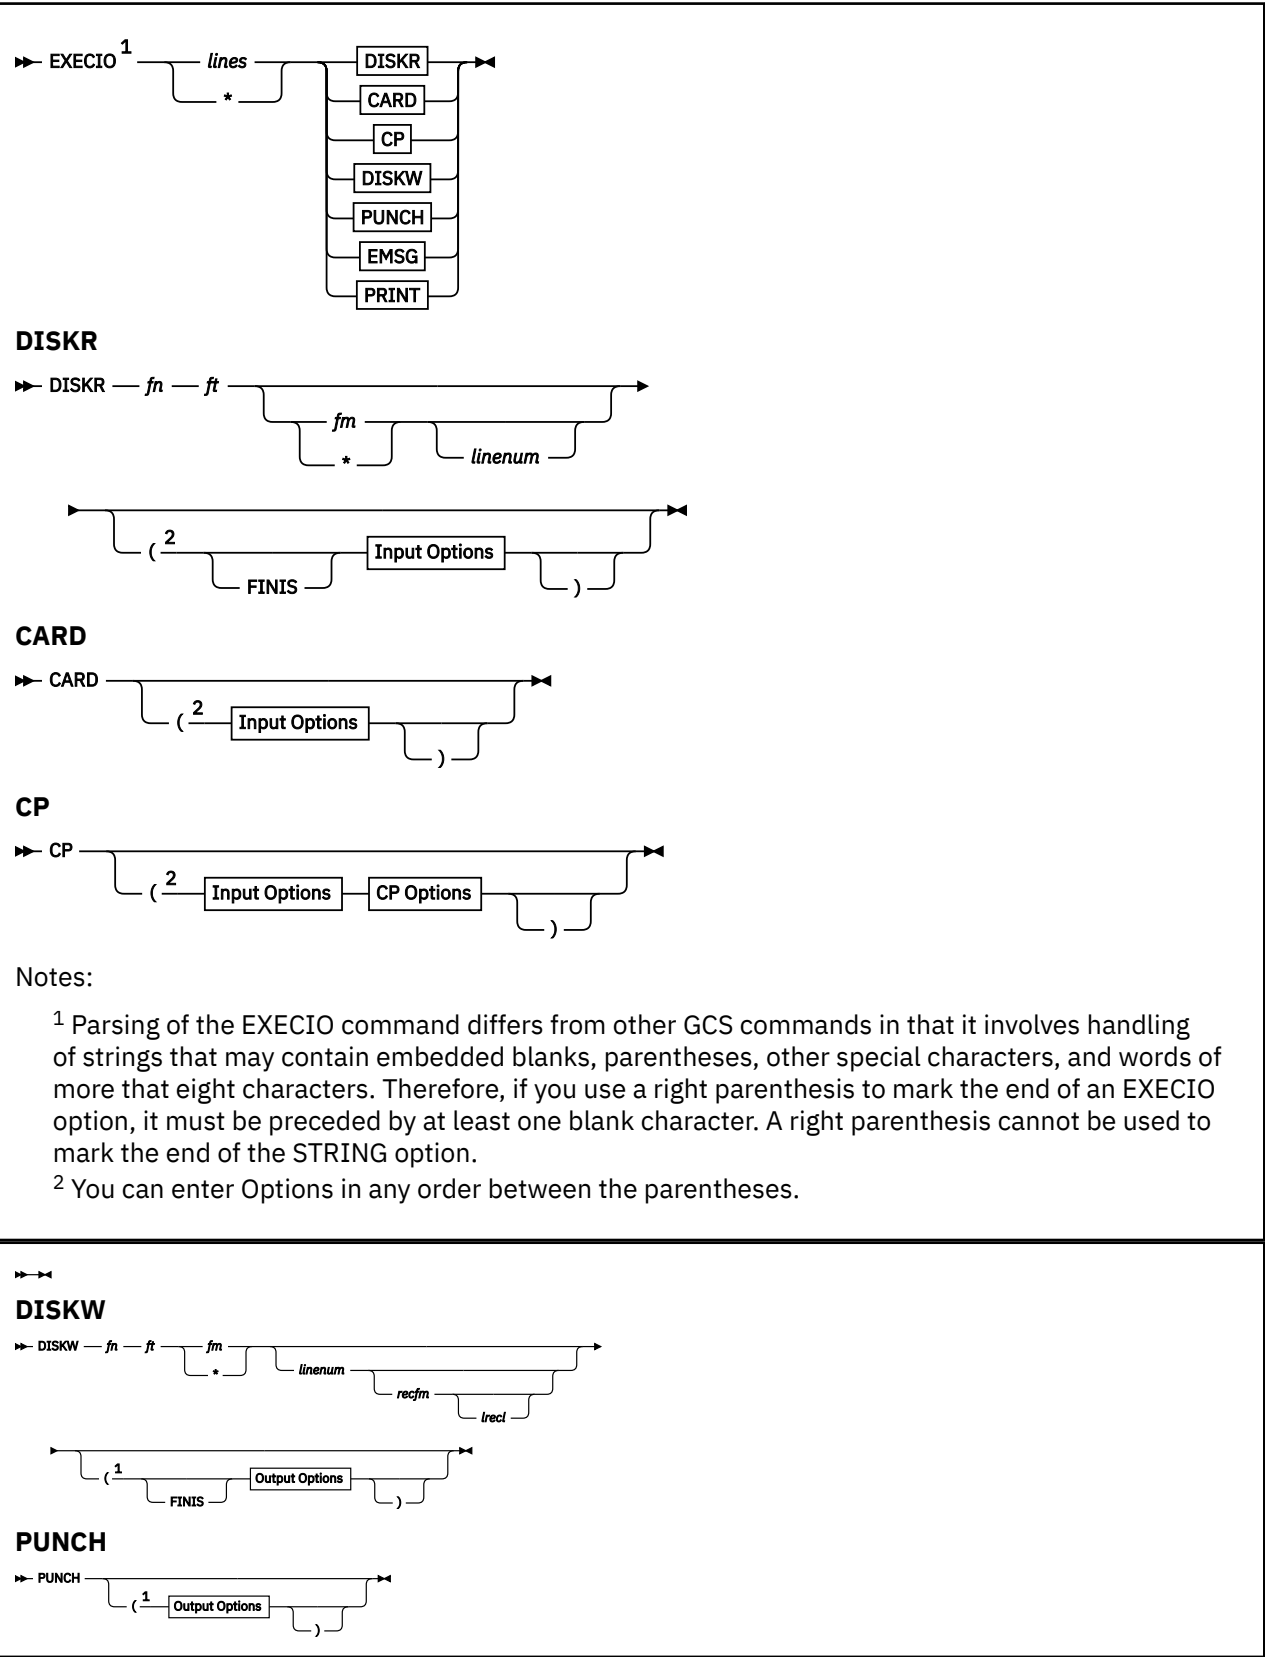 EXECIO 1 lines DISKR
* CARD
CP
DISKW
PUNCH
EMSG
PRINT
DISKR
DISKR fn ft
fm
* linenum
( 2 Input Options
FINIS )
CARD
CARD
( 2 Input Options
)
CP
CP
( 2 Input Options CP Options
)
Notes:
1 Parsing of the EXECIO command differs from other GCS commands in that it involves handling
of strings that may contain embedded blanks, parentheses, other special characters, and words of
more that eight characters. Therefore, if you use a right parenthesis to mark the end of an EXECIO
option, it must be preceded by at least one blank character. A right parenthesis cannot be used to
mark the end of the STRING option.
2 You can enter Options in any order between the parentheses.
DISKW
DISKW fn ft fm
* linenum
recfm
lrecl
( 1 Output Options
FINIS )
PUNCH
PUNCH
( 1 Output Options
)